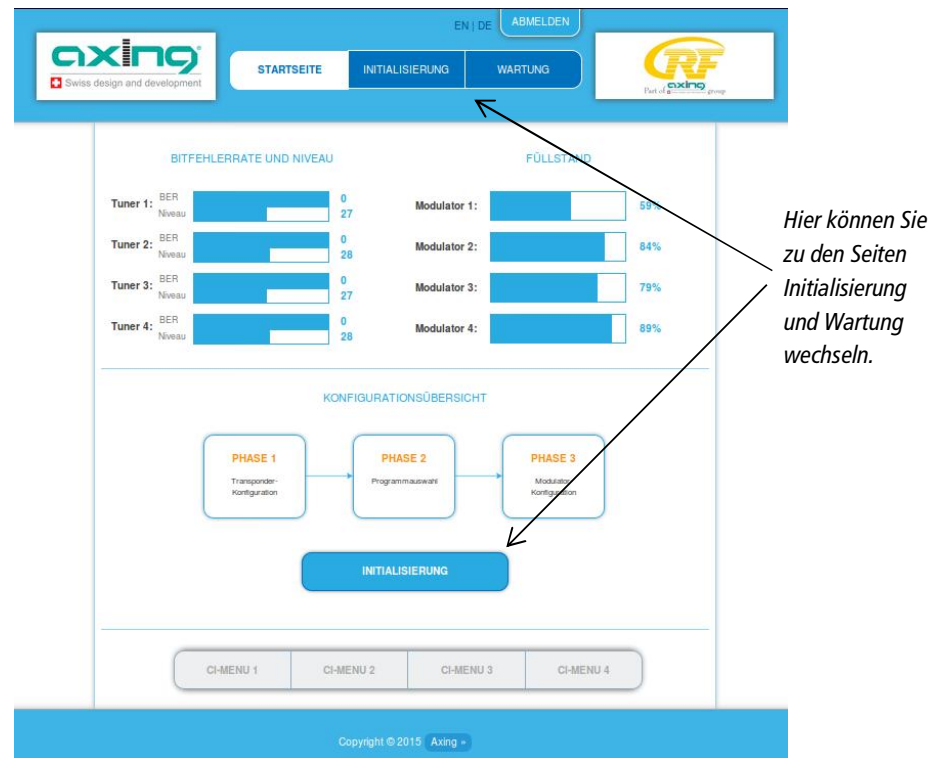 EN | DE ABMELDEN
axing
Swiss design and development
STARTSEITE INITIALISIERUNG WARTUNG
CRF
axing
Part of axing group
BITFEHLERRATE UND NIVEAU
Tuner 1: BER 0
Niveau 27
Tuner 2: BER 0
Niveau 28
Tuner 3: BER 0
Niveau 27
Tuner 4: BER 0
Niveau 28
FÜLLSTAND
Modulator 1: 59%
Modulator 2: 84%
Modulator 3: 79%
Modulator 4: 89%
Hier können Sie
zu den Seiten
Initialisierung
und Wartung
wechseln.
KONFIGURATIONSÜBERSICHT
PHASE 1
Transponder-
Konfiguration
PHASE 2
Programmauswahl
PHASE 3
Modulator-
Konfiguration
INITIALISIERUNG
CI-MENU 1 CI-MENU 2 CI-MENU 3 CI-MENU 4
Copyright © 2015 Axing »